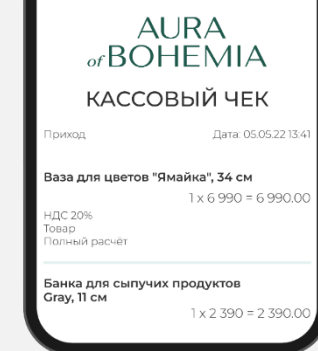 AURA
of BOHEMIA
КАССОВЫЙ ЧЕК
Приход Дата: 05.05.22 13:41
Ваза для цветов "Ямайка", 34 см
1 x 6 990 = 6 990.00
НДС 20%
Товар
Полный расчёт
Банка для сыпучих продуктов
Gray, 11 см
1 x 2 390 = 2 390.00